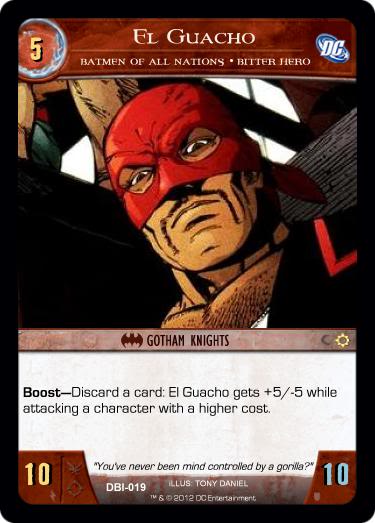 5
El Guacho
DC
Batmen of All Nations • Bitter Hero
GOTHAM KNIGHTS
Boost—Discard a card: El Guacho gets +5/-5 while
attacking a character with a higher cost.
"You've never been mind controlled by a gorilla?"
10
DBI-019
ILLUS: TONY DANIEL
10
™ & © 2012 DC Entertainment